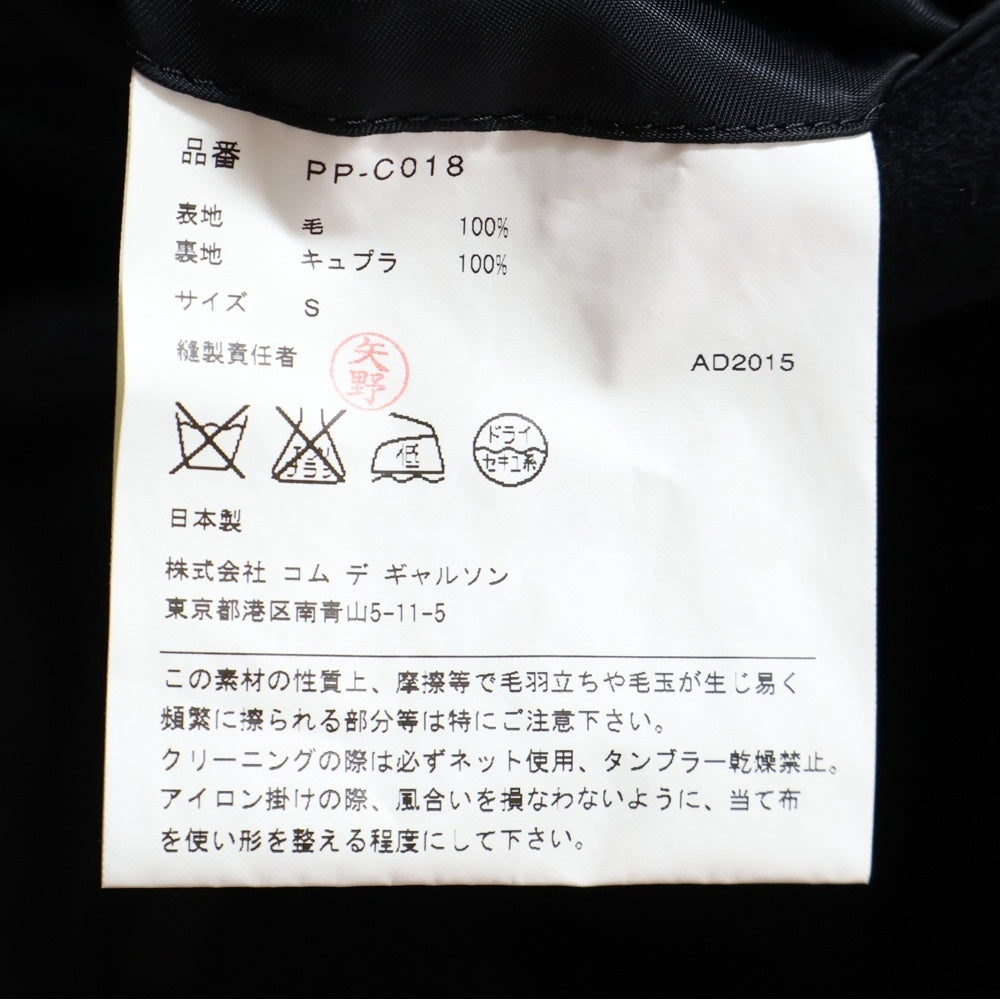 品番 PP-C018
表地 毛 100%
裏地 キュプラ 100%
サイズ S
縫製責任者 矢野 AD2015
エンソ サラシ 低 ドライ セキユ系
日本製
株式会社 コム デ ギャルソン
東京都港区南青山5-11-5
この素材の性質上、摩擦等で毛羽立ちや毛玉が生じ易く
頻繁に擦られる部分等は特にご注意下さい。
クリーニングの際は必ずネット使用、タンブラー乾燥禁止。
アイロン掛けの際、風合いを損なわないように、当て布
を使い形を整える程度にして下さい。